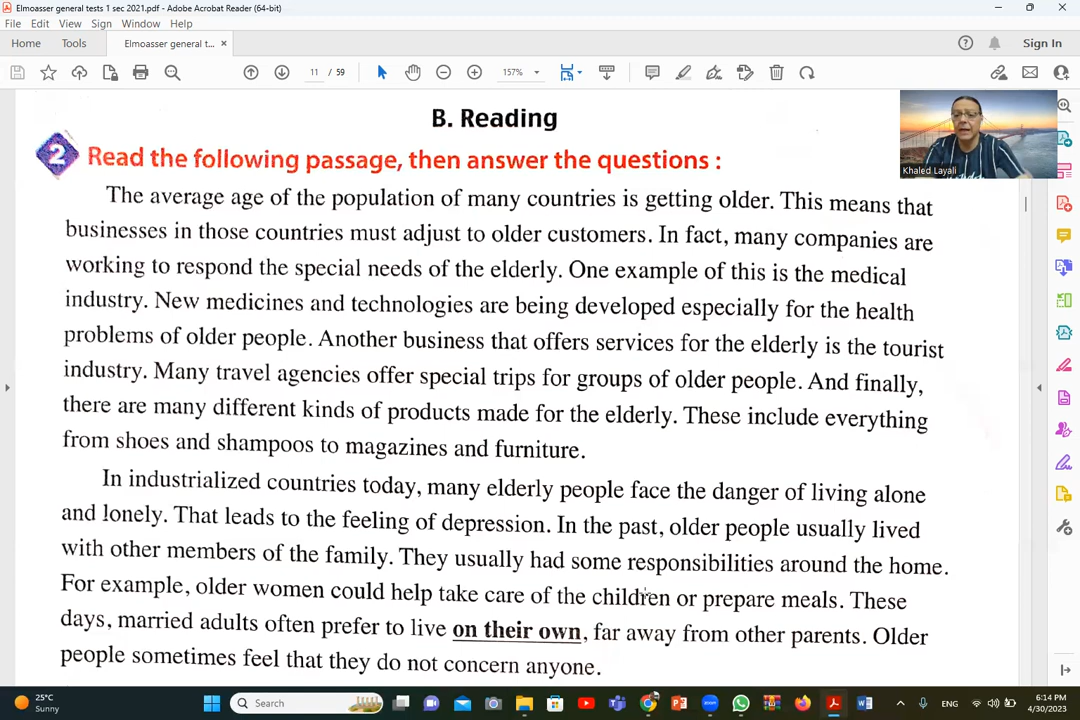 Elmoasser general tests 1 sec 2021.pdf - Adobe Acrobat Reader (64-bit)
File Edit View Sign Window Help
Home Tools Elmoasser general t... × Sign In
11 / 59 157%
B. Reading
2 Read the following passage, then answer the questions :
Khaled Layali
The average age of the population of many countries is getting older. This means that
businesses in those countries must adjust to older customers. In fact, many companies are
working to respond the special needs of the elderly. One example of this is the medical
industry. New medicines and technologies are being developed especially for the health
problems of older people. Another business that offers services for the elderly is the tourist
industry. Many travel agencies offer special trips for groups of older people. And finally,
there are many different kinds of products made for the elderly. These include everything
from shoes and shampoos to magazines and furniture.
In industrialized countries today, many elderly people face the danger of living alone
and lonely. That leads to the feeling of depression. In the past, older people usually lived
with other members of the family. They usually had some responsibilities around the home.
For example, older women could help take care of the children or prepare meals. These
days, married adults often prefer to live on their own, far away from other parents. Older
people sometimes feel that they do not concern anyone.
25°C
Sunny
Search
ENG
6:14 PM
4/30/2023